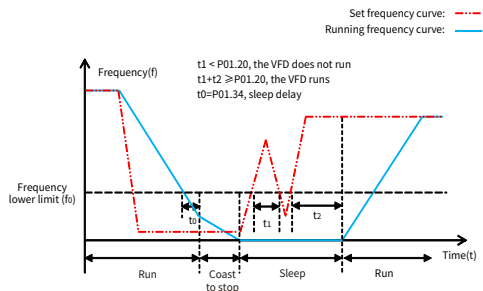 Set frequency curve:
Running frequency curve:
t1 < P01.20, the VFD does not run
t1+t2 ⩾P01.20, the VFD runs
t0=P01.34, sleep delay
Frequency(f)
Frequency
lower limit (f0)
t0
t1
t2
Time(t)
Run
Coast
to stop
Sleep
Run